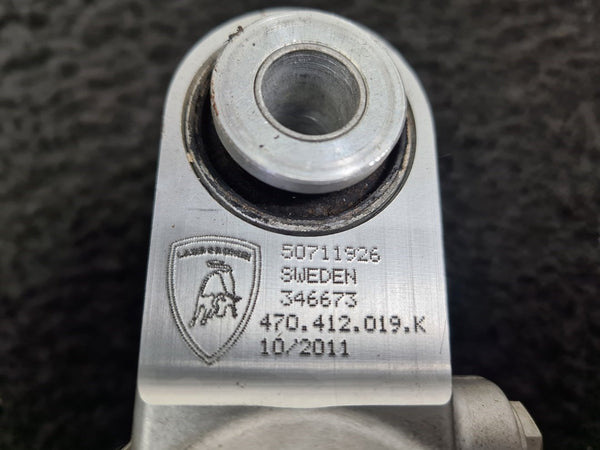 LAMBORGHINI
50711926
SWEDEN
346673
470.412.019.K
10/2011